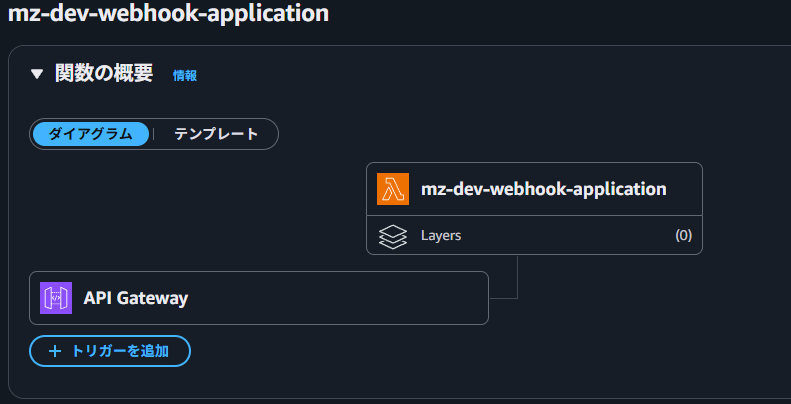 mz-dev-webhook-application
▼ 関数の概要 情報
ダイアグラム | テンプレート
mz-dev-webhook-application
Layers (0)
API Gateway
+ トリガーを追加